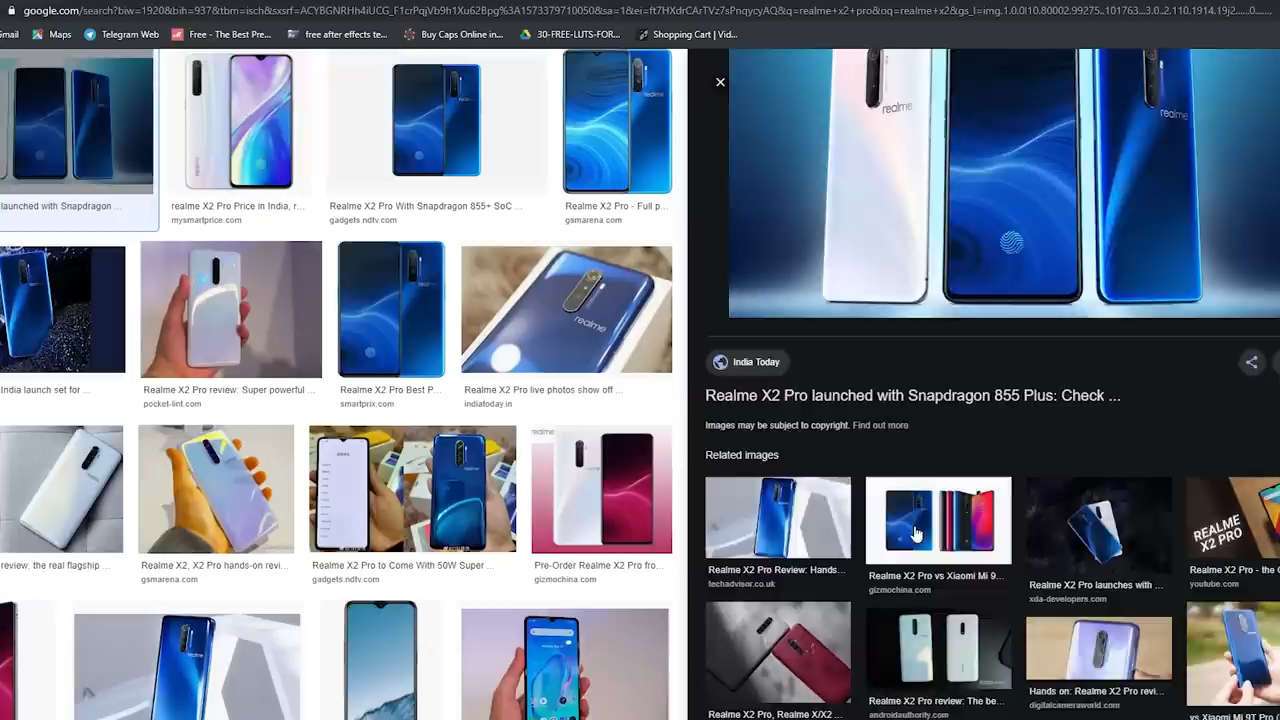 google.com/search?biw=1920&bih=937&tbm=isch&sxsrf=ACYBGNRHh4iUCG_F1crPqjVb9h1Xu62Bpg%3A1573379710050&sa=1&ei=ft7HXdrCArTVz7sPnqycyAQ&q=realme+x2+pro&oq=realme+x2&gs_l=img.1.0.0l10.80002.99275..101763...3.0..2.110.1914.19j2......0.....
Gmail Maps Telegram Web Free - The Best Pre... free after effects te... Buy Caps Online in... 30-FREE-LUTS-FOR... Shopping Cart | Vid...
launched with Snapdragon ...
realme X2 Pro Price in India, r...
mysmartprice.com
Realme X2 Pro With Snapdragon 855+ SoC ...
gadgets.ndtv.com
Realme X2 Pro - Full p...
gsmarena.com
India launch set for ...
Realme X2 Pro review: Super powerful ...
pocket-lint.com
Realme X2 Pro Best P...
smartprix.com
realme
Realme X2 Pro live photos show off ...
indiatoday.in
review: the real flagship ...
Realme X2, X2 Pro hands-on revi...
gsmarena.com
Realme X2 Pro to Come With 50W Super ...
gadgets.ndtv.com
realme
Pre-Order Realme X2 Pro fro...
gizmochina.com
realme
realme
India Today
Realme X2 Pro launched with Snapdragon 855 Plus: Check ...
Images may be subject to copyright. Find out more
Related images
Realme X2 Pro Review: Hands...
techadvisor.co.uk
Realme X2 Pro vs Xiaomi Mi 9...
gizmochina.com
Realme X2 Pro launches with ...
xda-developers.com
REALME
X2 PRO
Realme X2 Pro - the
youtube.com
Realme X2 Pro, Realme X/X2 ...
Realme X2 Pro review: The be...
androidauthority.com
Hands on: Realme X2 Pro revi...
digitalcameraworld.com
vs Xiaomi Mi 9T Pro